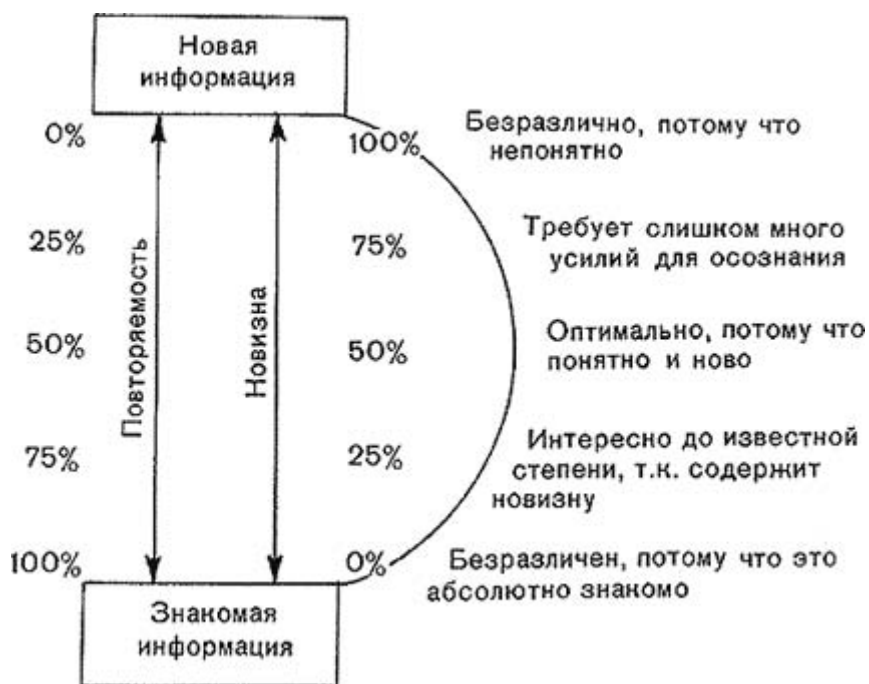 Новая
информация
0%
100%
Безразлично, потому что
непонятно
25%
75%
Требует слишком много
усилий для осознания
Повторяемость
Новизна
50%
50%
Оптимально, потому что
понятно и ново
75%
25%
Интересно до известной
степени, т.к. содержит
новизну
100%
0%
Безразличен, потому что это
абсолютно знакомо
Знакомая
информация